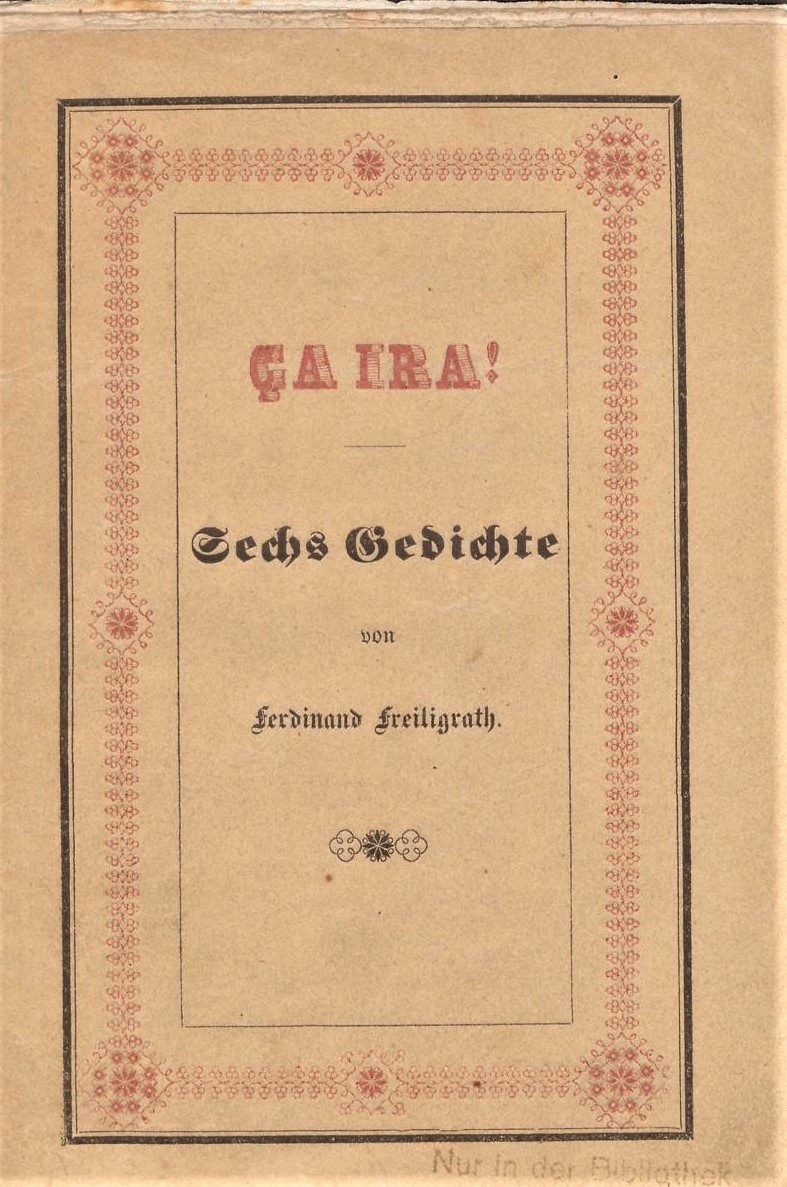 ÇA IRA!
Sechs Gedichte
von
Ferdinand Freiligrath.
Nur in der Bibliothek